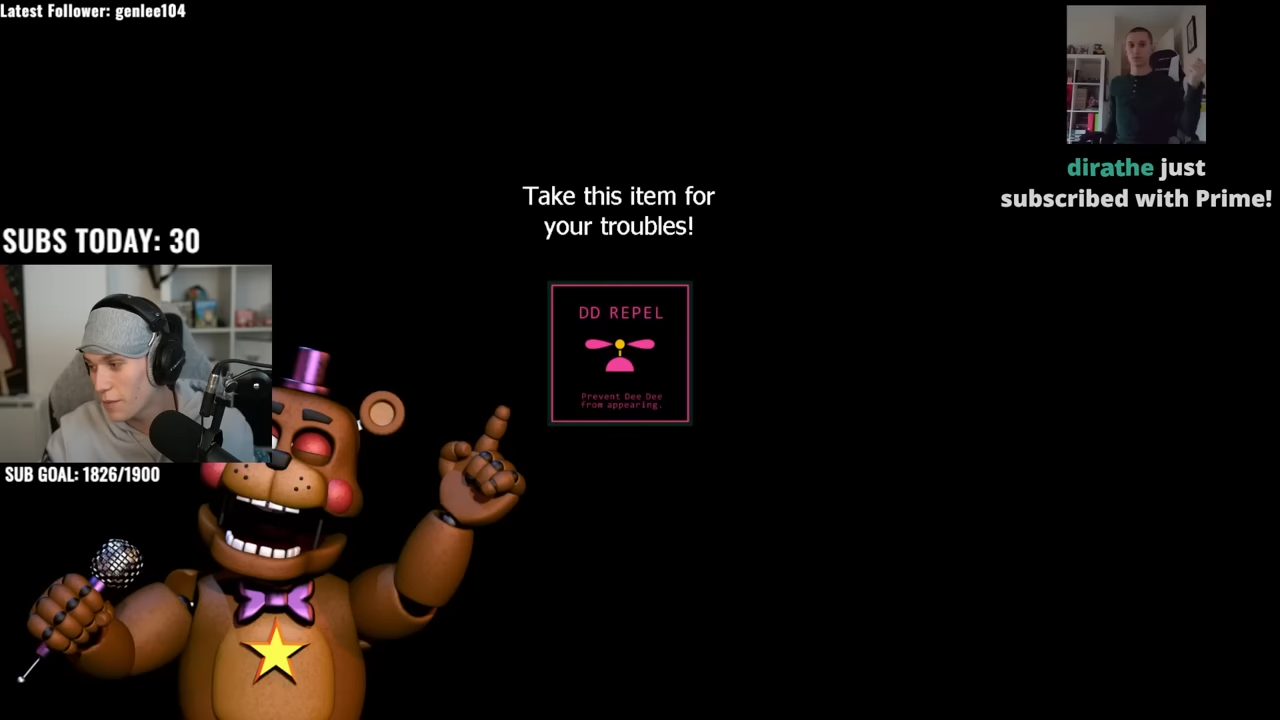 Latest Follower: genlee104
dirathe just
subscribed with Prime!
Take this item for
your troubles!
SUBS TODAY: 30
DD REPEL
Prevent Dee Dee
from appearing.
SUB GOAL: 1826/1900